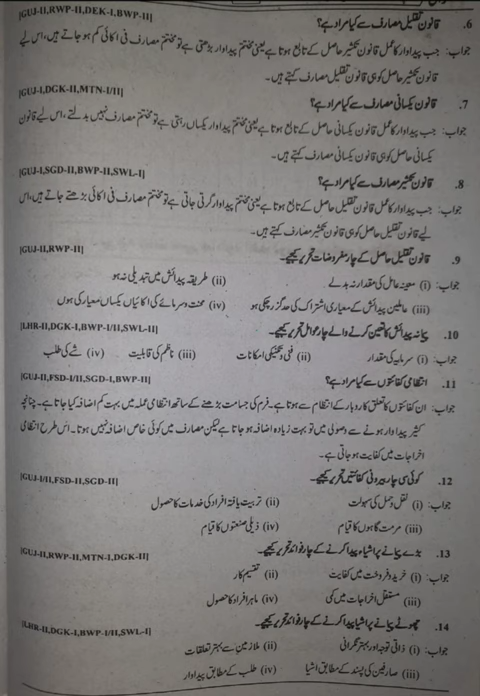 6. قانون تقلیل مصارف سے کیا مراد ہے؟ |GUJ-II,RWP-II,DEK-I,BWP-II|
جواب: جب پیداوار کا عمل قانون تکثیر حاصل کے تابع ہوتا ہے یعنی مختتم پیداوار بڑھتی ہے تو مختتم مصارف فی اکائی کم ہو جاتے ہیں، اس لیے
قانون تکثیر حاصل کو ہی قانون تقلیل مصارف کہتے ہیں۔
7. قانون یکسانی مصارف سے کیا مراد ہے؟ |GUJ-I,DGK-II,MTN-I/II|
جواب: جب پیداوار کا عمل قانون یکسانی حاصل کے تابع ہوتا ہے یعنی مختتم پیداوار یکساں رہتی ہے تو مختتم مصارف نہیں بدلتے، اس لیے قانون
یکسانی حاصل کو ہی قانون یکسانی مصارف کہتے ہیں۔
8. قانون تکثیر مصارف سے کیا مراد ہے؟ |GUJ-I,SGD-II,BWP-II,SWL-I|
جواب: جب پیداوار کا عمل قانون تقلیل حاصل کے تابع ہوتا ہے یعنی مختتم پیداوار گرتی جاتی ہے تو مختتم مصارف فی اکائی بڑھتے جاتے ہیں، اس
لیے قانون تقلیل حاصل کو ہی قانون تکثیر مصارف کہتے ہیں۔
9. قانون تقلیل حاصل کے چار مفروضات تحریر کیجیے۔ |GUJ-II,RWP-II|
جواب: (i) معینہ عامل کی مقدار نہ بدلے (ii) طریقہ پیدائش میں تبدیلی نہ ہو
(iii) عاملین پیدائش کے معیاری اشتراک کی حد گزر چکی ہو (iv) محنت و سرمائے کی اکائیاں یکساں معیار کی ہوں
10. پیمانہ پیدائش کا تعین کرنے والے چار عوامل تحریر کیجیے۔ |LHR-II,DGK-I,BWP-I/II,SWL-II|
جواب: (i) سرمایہ کی مقدار (ii) فنی و تکنیکی امکانات (iii) ناظم کی قابلیت (iv) شے کی طلب
11. انتظامی کفائتوں سے کیا مراد ہے؟ |GUJ-II,FSD-I/II,SGD-I,BWP-II|
جواب: ان کفائتوں کا تعلق کاروبار کے انتظام سے ہوتا ہے۔ فرم کی جسامت بڑھنے کے ساتھ انتظامی عملہ میں بہت کم اضافہ کیا جاتا ہے۔ چنانچہ
کثیر پیداوار ہونے سے وصولی میں تو بہت زیادہ اضافہ ہو جاتا ہے لیکن مصارف میں کوئی خاص اضافہ نہیں ہوتا۔ اس طرح انتظامی
اخراجات میں کفایت ہو جاتی ہے۔
12. کوئی سی چار بیرونی کفائتیں تحریر کیجیے۔ |GUJ-I/II,FSD-II,SGD-II|
جواب: (i) نقل و حمل کی سہولت (ii) تربیت یافتہ افراد کی خدمات کا حصول
(iii) مرمت گاہوں کا قیام (iv) ذیلی صنعتوں کا قیام
13. بڑے پیمانے پر اشیاء پیدا کرنے کے چار فوائد تحریر کیجیے۔ |GUJ-II,RWP-II,MTN-I,DGK-II|
جواب: (i) خرید و فروخت میں کفایت (ii) تقسیم کار
(iii) مستقل اخراجات میں کمی (iv) ماہر افراد کا حصول
14. چھوٹے پیمانے پر اشیا پیدا کرنے کے چار فوائد تحریر کیجیے۔ |LHR-II,DGK-I,BWP-I/II,SWL-I|
جواب: (i) ذاتی توجہ اور بہتر نگرانی (ii) ملازمین سے بہتر تعلقات
(iii) صارفین کی پسند کے مطابق اشیا (iv) طلب کے مطابق پیداوار